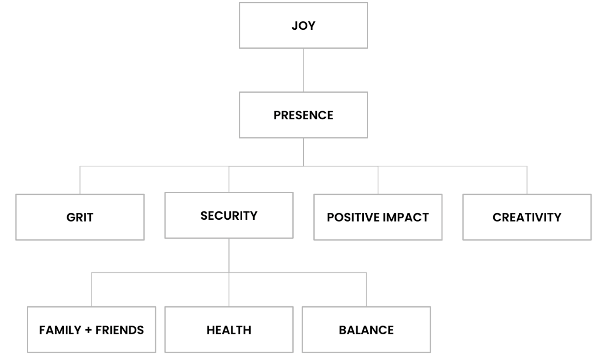 JOY
PRESENCE
GRIT
SECURITY
POSITIVE IMPACT
CREATIVITY
FAMILY + FRIENDS
HEALTH
BALANCE